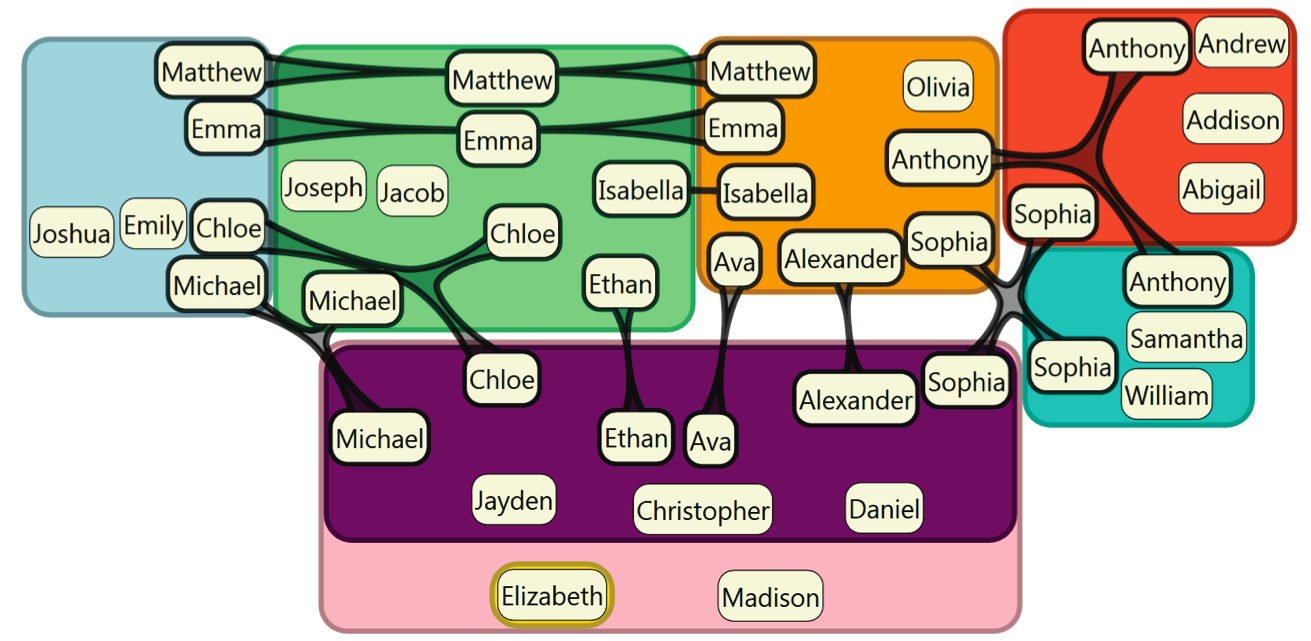 Matthew
Emma
Joshua
Emily
Chloe
Michael
Matthew
Emma
Joseph
Jacob
Isabella
Chloe
Ethan
Michael
Matthew
Olivia
Emma
Anthony
Isabella
Sophia
Ava
Alexander
Anthony
Andrew
Addison
Abigail
Sophia
Anthony
Samantha
Sophia
William
Chloe
Sophia
Alexander
Michael
Ethan
Ava
Jayden
Christopher
Daniel
Elizabeth
Madison